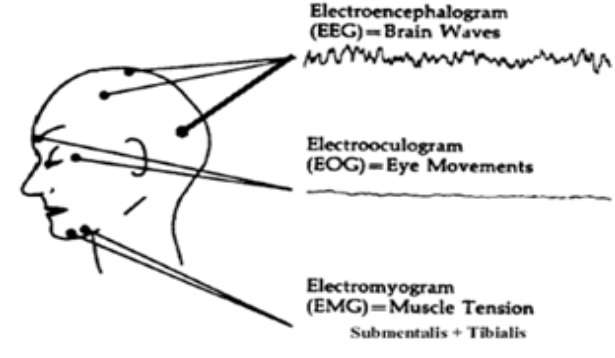 Electroencephalogram
(EEG)=Brain Waves
Electrooculogram
(EOG)=Eye Movements
Electromyogram
(EMG)=Muscle Tension
Submentalis + Tibialis